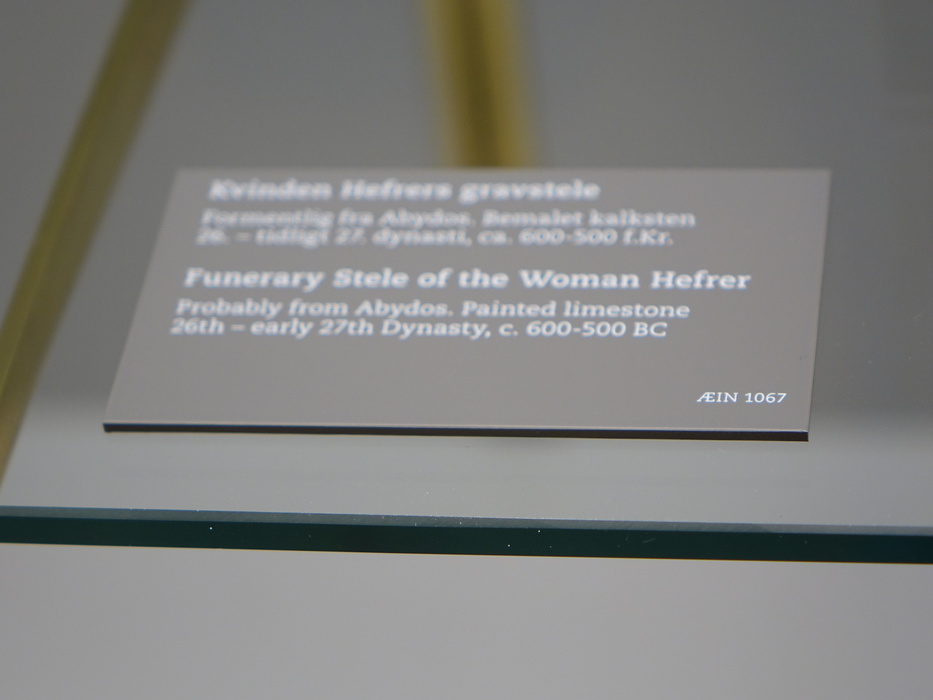 Kvinden Hefrers gravstele
Formentlig fra Abydos. Bemalet kalksten
26. – tidligt 27. dynasti, ca. 600-500 f.Kr.
Funerary Stele of the Woman Hefrer
Probably from Abydos. Painted limestone
26th – early 27th Dynasty, c. 600-500 BC
ÆIN 1067